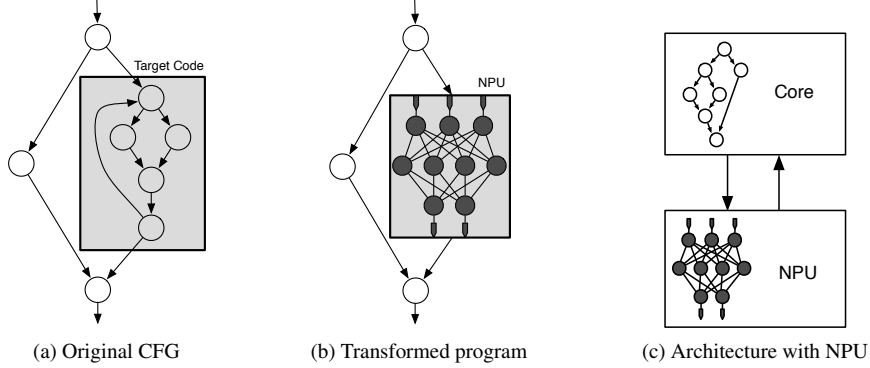 Target Code
NPU
Core
NPU
(a) Original CFG
(b) Transformed program
(c) Architecture with NPU